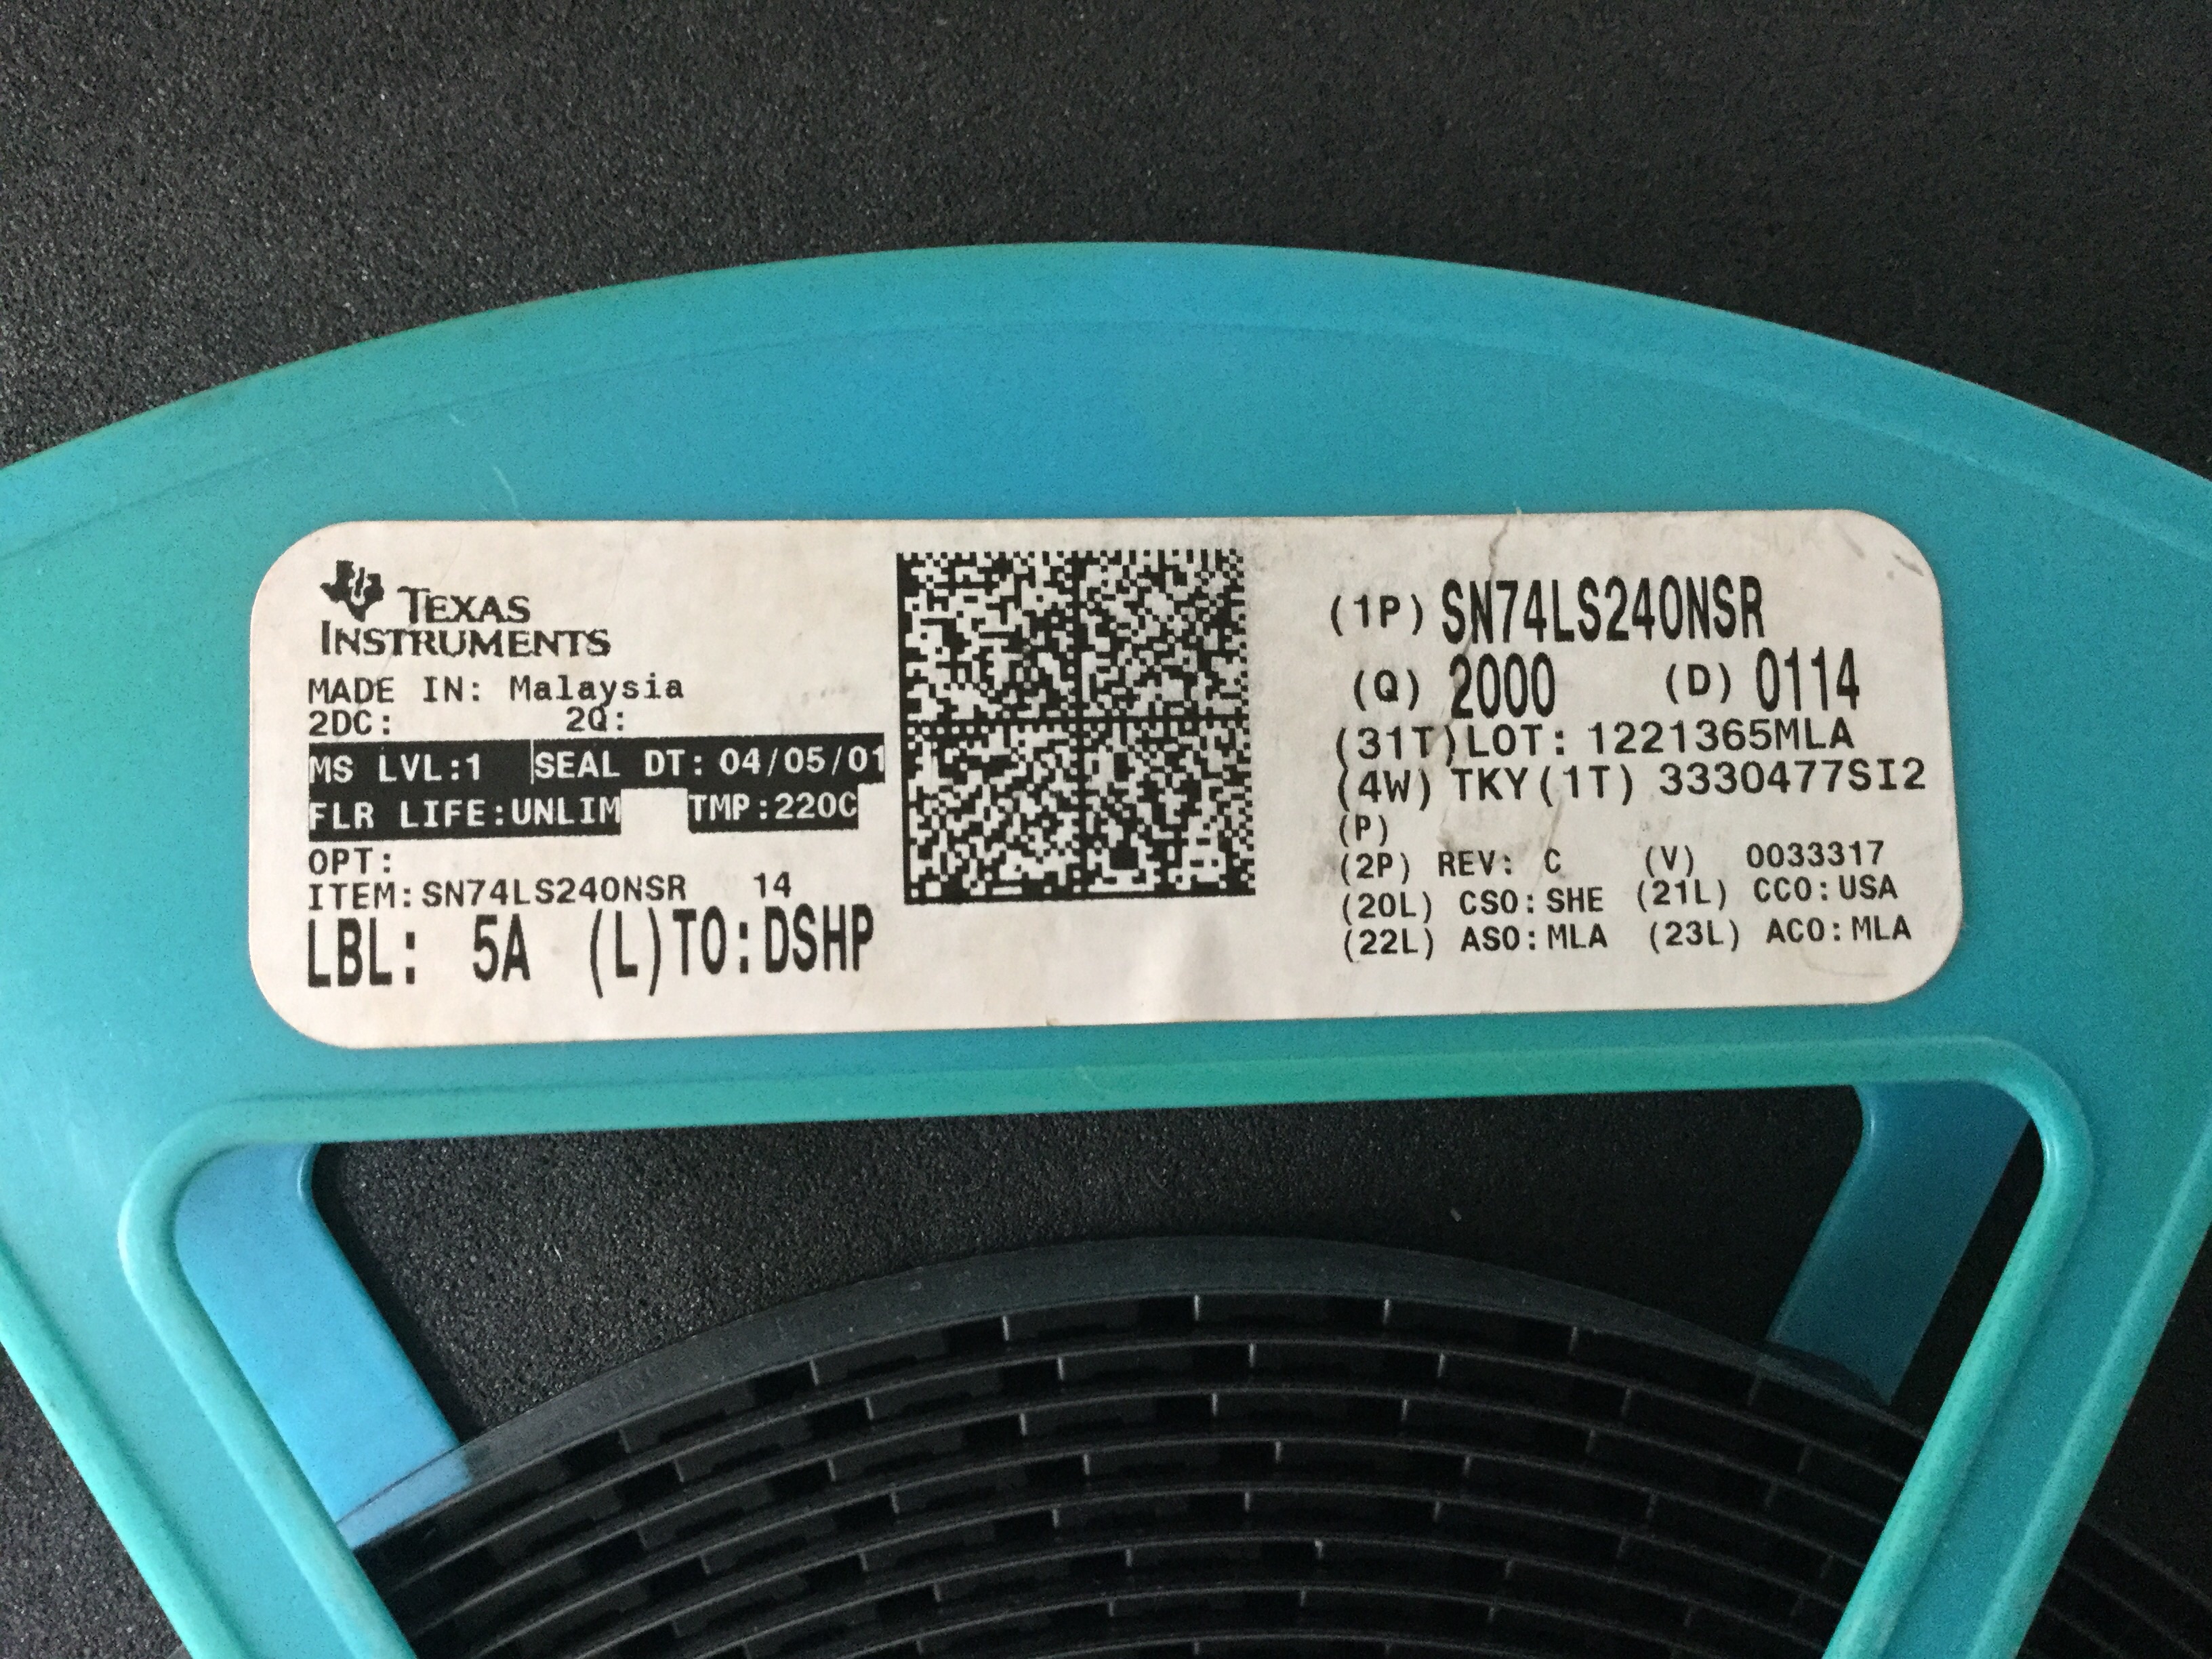 TEXAS
INSTRUMENTS
MADE IN: Malaysia
2DC: 2Q:
MS LVL:1 SEAL DT: 04/05/01
FLR LIFE:UNLIM TMP:220C
OPT:
ITEM:SN74LS240NSR 14
LBL: 5A (L)TO:DSHP
(1P) SN74LS240NSR
(Q) 2000 (D) 0114
(31T)LOT: 1221365MLA
(4W) TKY(1T) 3330477SI2
(P)
(2P) REV: C (V) 0033317
(20L) CSO:SHE (21L) CCO:USA
(22L) ASO:MLA (23L) ACO:MLA